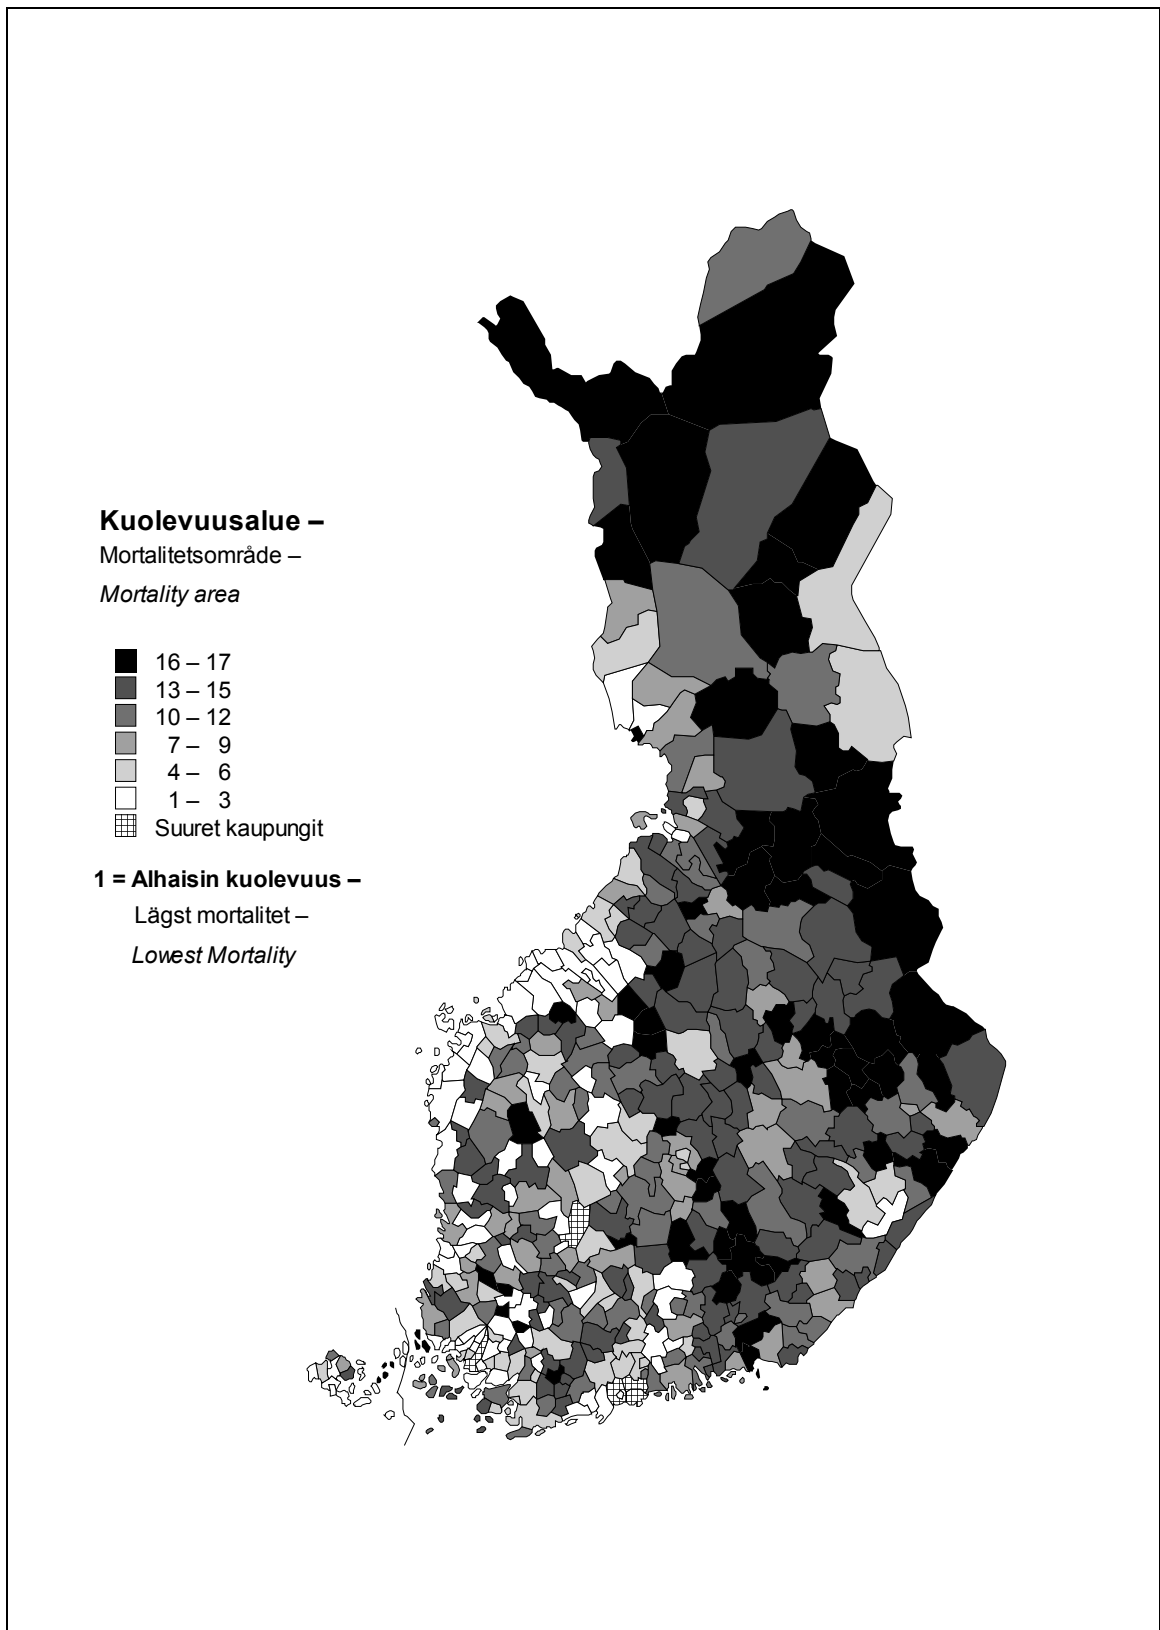 Kuolevuusalue –
Mortalitetsområde –
Mortality area
16 – 17
13 – 15
10 – 12
7 – 9
4 – 6
1 – 3
Suuret kaupungit
1 = Alhaisin kuolevuus –
Lägst mortalitet –
Lowest Mortality